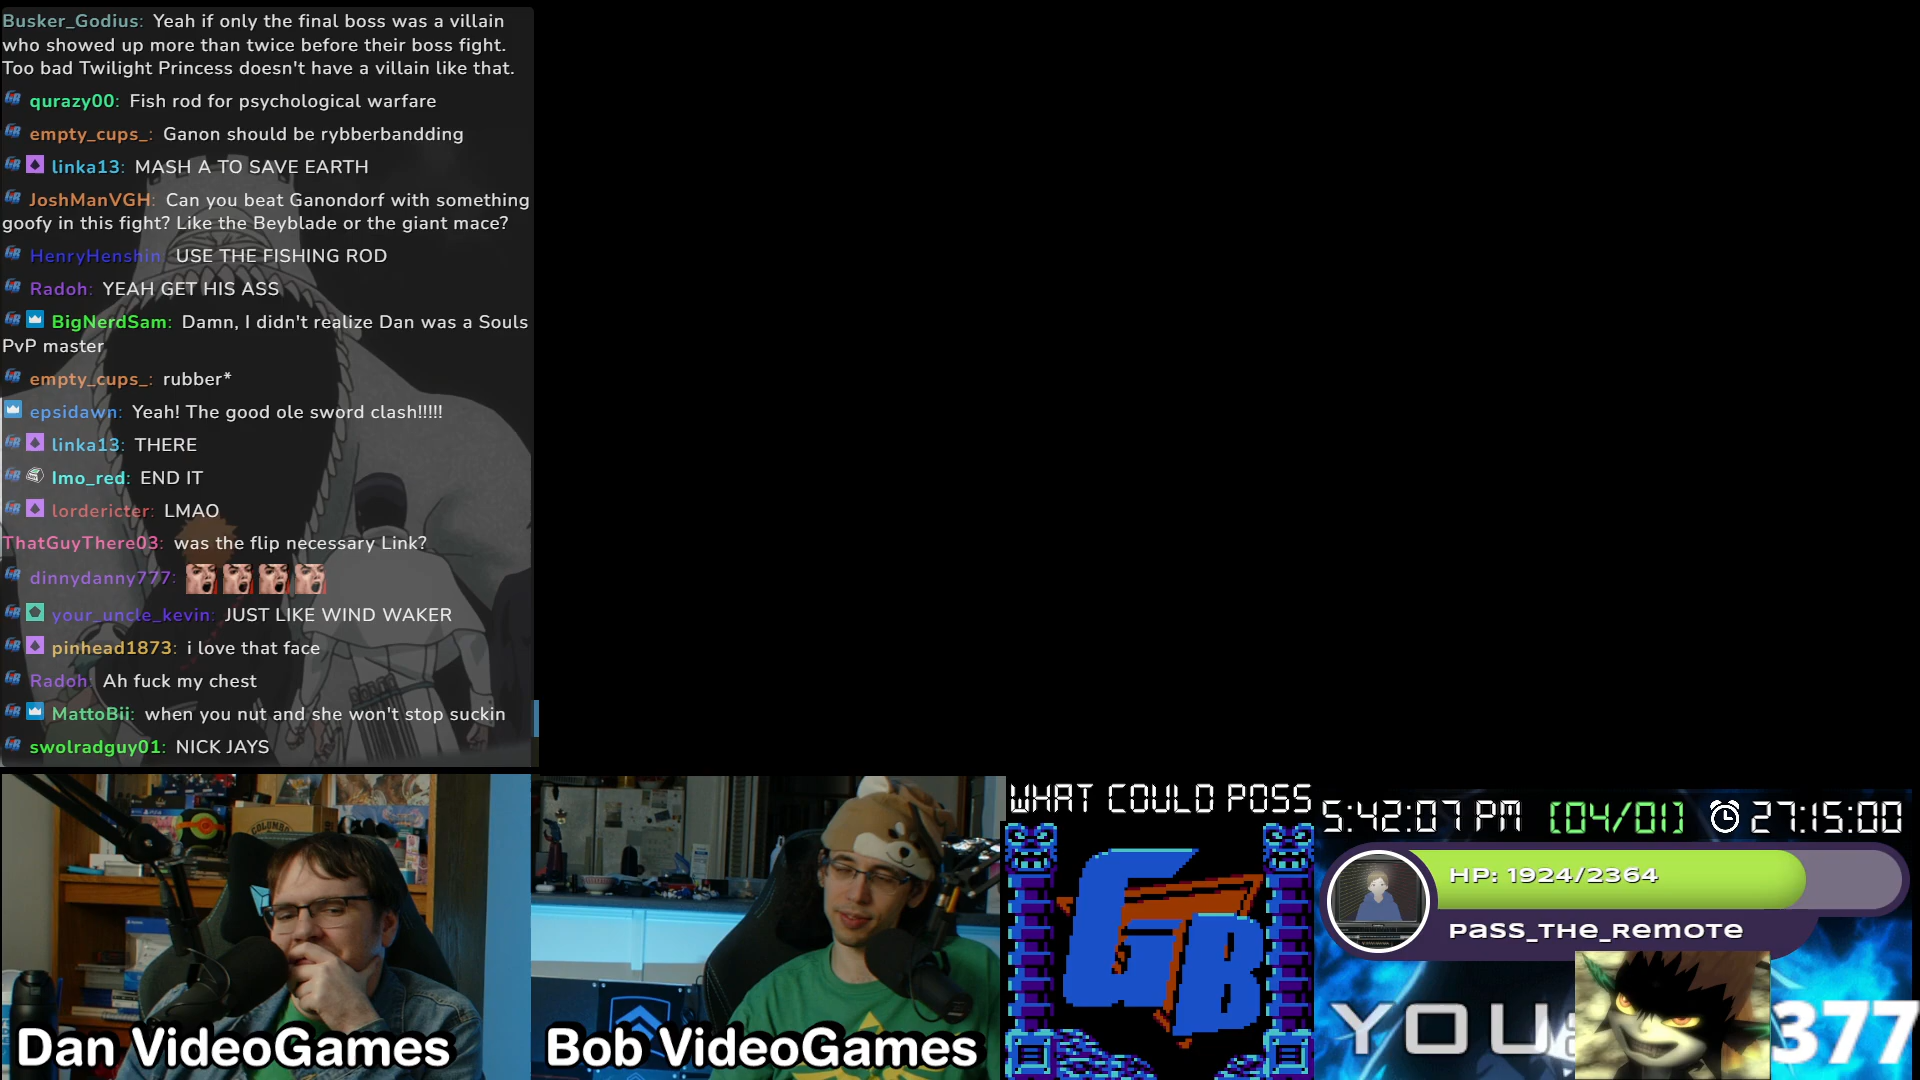 Busker_Godius: Yeah if only the final boss was a villain
who showed up more than twice before their boss fight.
Too bad Twilight Princess doesn't have a villain like that.
qurazy00: Fish rod for psychological warfare
empty_cups_: Ganon should be rybberbandding
linka13: MASH A TO SAVE EARTH
JoshManVGH: Can you beat Ganondorf with something
goofy in this fight? Like the Beyblade or the giant mace?
HenryHenshin: USE THE FISHING ROD
Radoh: YEAH GET HIS ASS
BigNerdSam: Damn, I didn't realize Dan was a Souls
PvP master
empty_cups_: rubber*
epsidawn: Yeah! The good ole sword clash!!!!!
linka13: THERE
lmo_red: END IT
lordericter: LMAO
ThatGuyThere03: was the flip necessary Link?
dinnydanny777:
your_uncle_kevin: JUST LIKE WIND WAKER
pinhead1873: i love that face
Radoh: Ah fuck my chest
MattoBii: when you nut and she won't stop suckin
swolradguy01: NICK JAYS
Dan VideoGames
Bob VideoGames
WHAT COULD POSS
GB
5:42:07 PM [04/01] 27:15:00
HP: 1924/2364
Pass_The_Remote
YOU
377